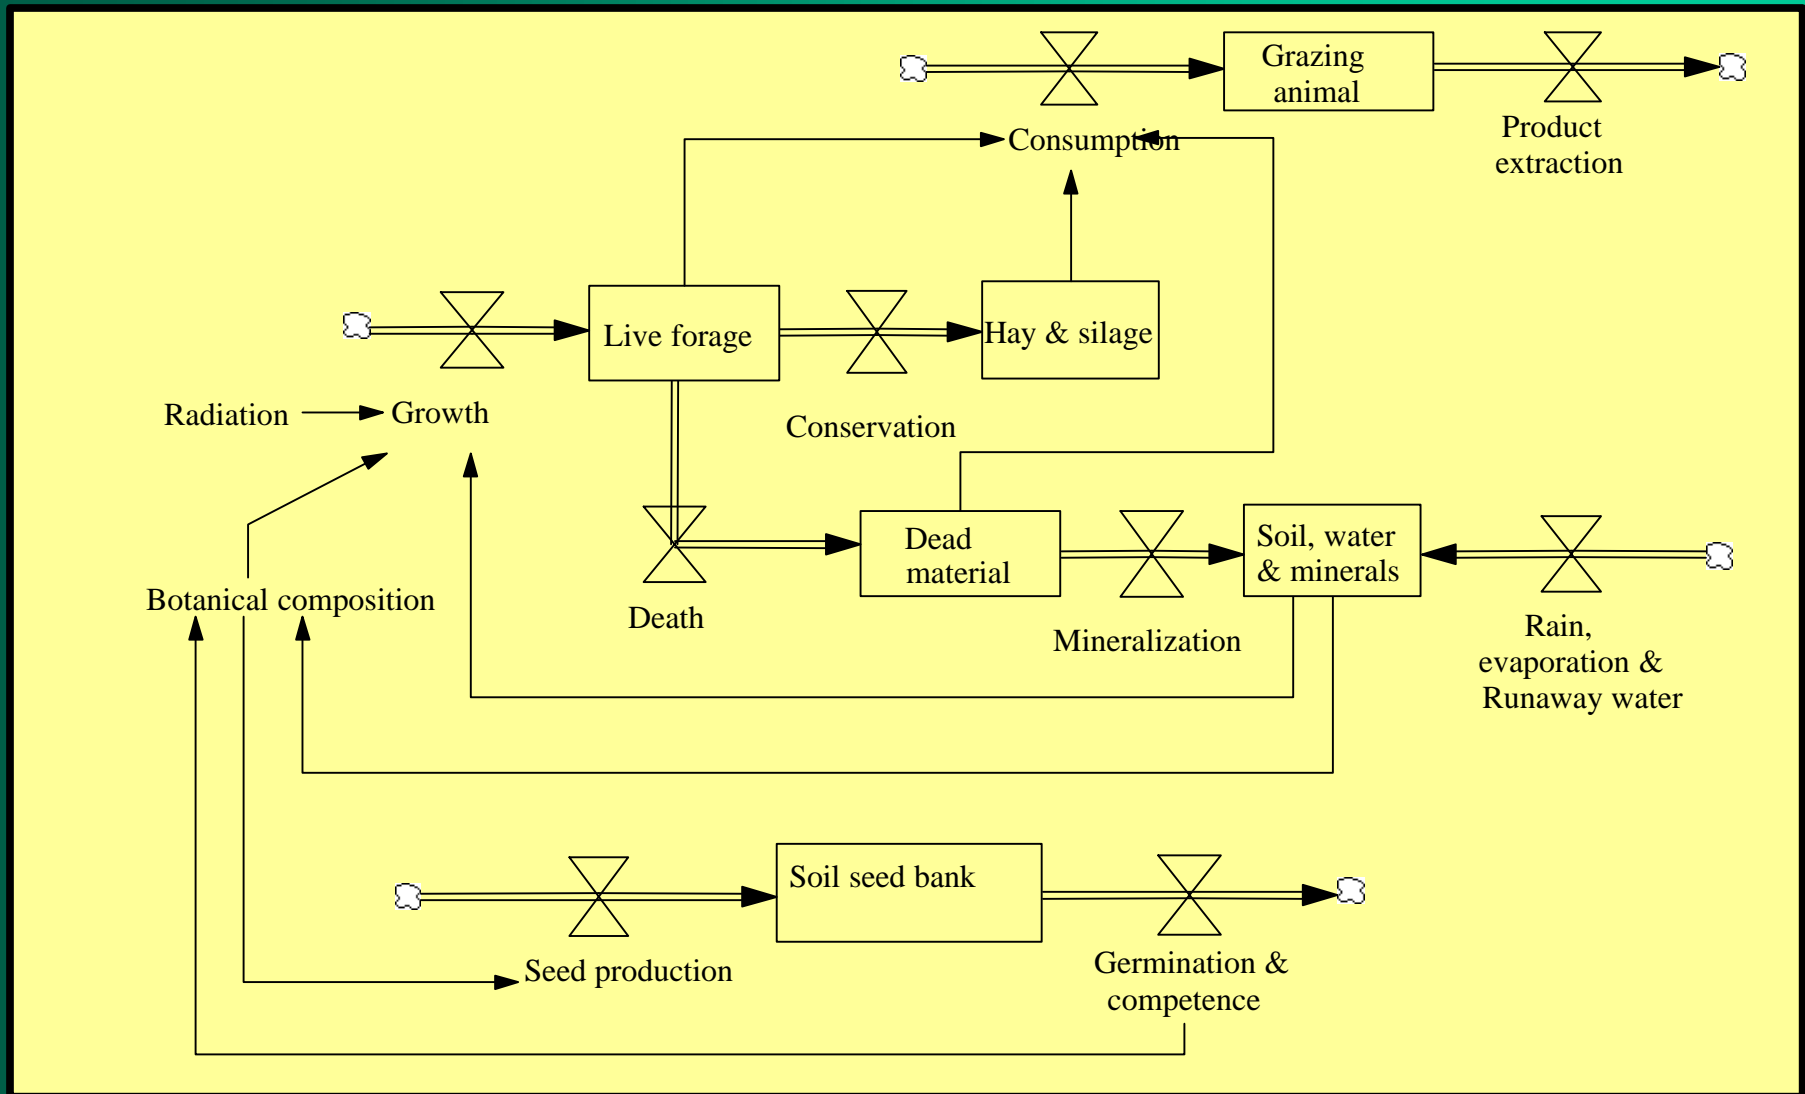 Grazing
animal
Product
extraction
Consumption
Live forage
Hay & silage
Radiation
Growth
Conservation
Dead
material
Soil, water
& minerals
Botanical composition
Death
Mineralization
Rain,
evaporation &
Runaway water
Soil seed bank
Seed production
Germination &
competence